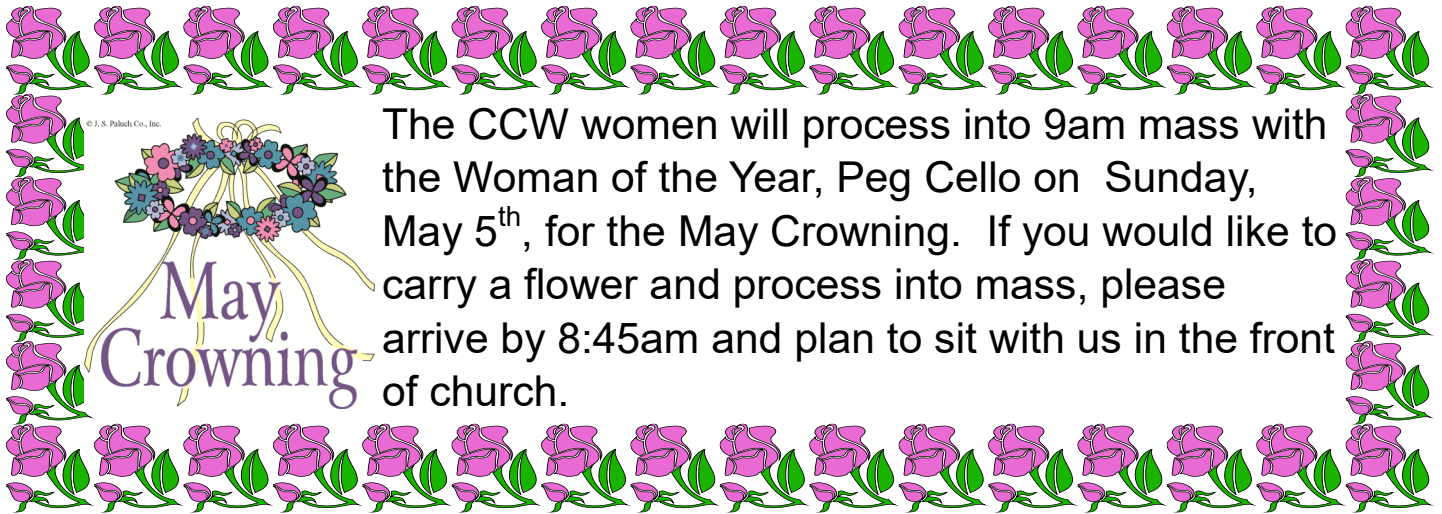 © J. S. Paluch Co., Inc.
May
Crowning
The CCW women will process into 9am mass with
the Woman of the Year, Peg Cello on  Sunday,
May 5th, for the May Crowning.  If you would like to
carry a flower and process into mass, please
arrive by 8:45am and plan to sit with us in the front
of church.